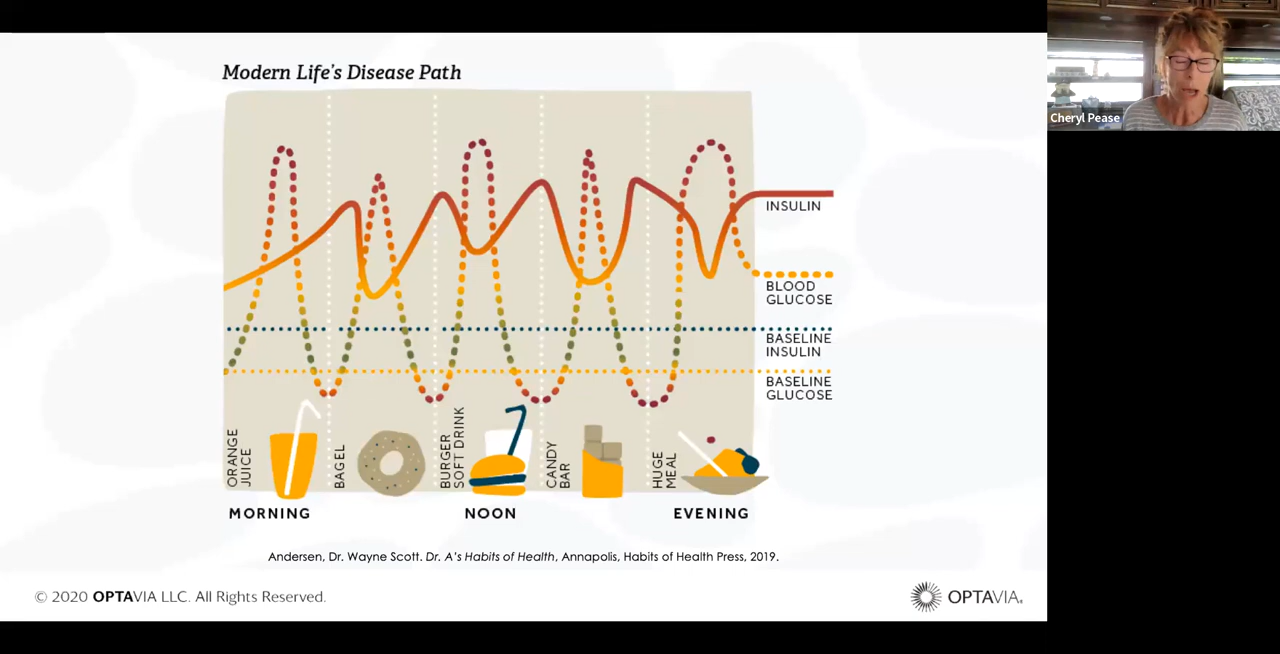 Modern Life's Disease Path
Cheryl Pease
INSULIN
BLOOD
GLUCOSE
BASELINE
INSULIN
BASELINE
GLUCOSE
ORANGE
JUICE
BAGEL
BURGER
SOFT DRINK
CANDY
BAR
HUGE
MEAL
MORNING
NOON
EVENING
Andersen, Dr. Wayne Scott. Dr. A's Habits of Health, Annapolis, Habits of Health Press, 2019.
© 2020 OPTAVIA LLC. All Rights Reserved.
OPTAVIA®